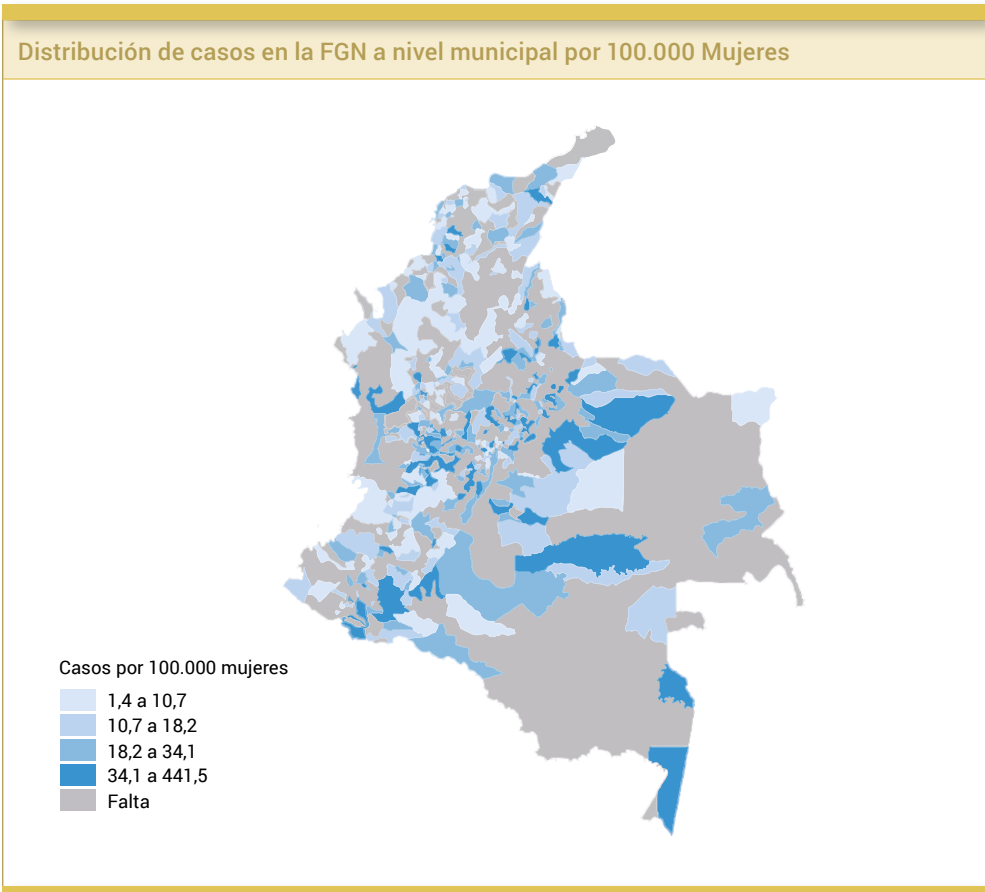 Distribución de casos en la FGN a nivel municipal por 100.000 Mujeres
Casos por 100.000 mujeres
1,4 a 10,7
10,7 a 18,2
18,2 a 34,1
34,1 a 441,5
Falta